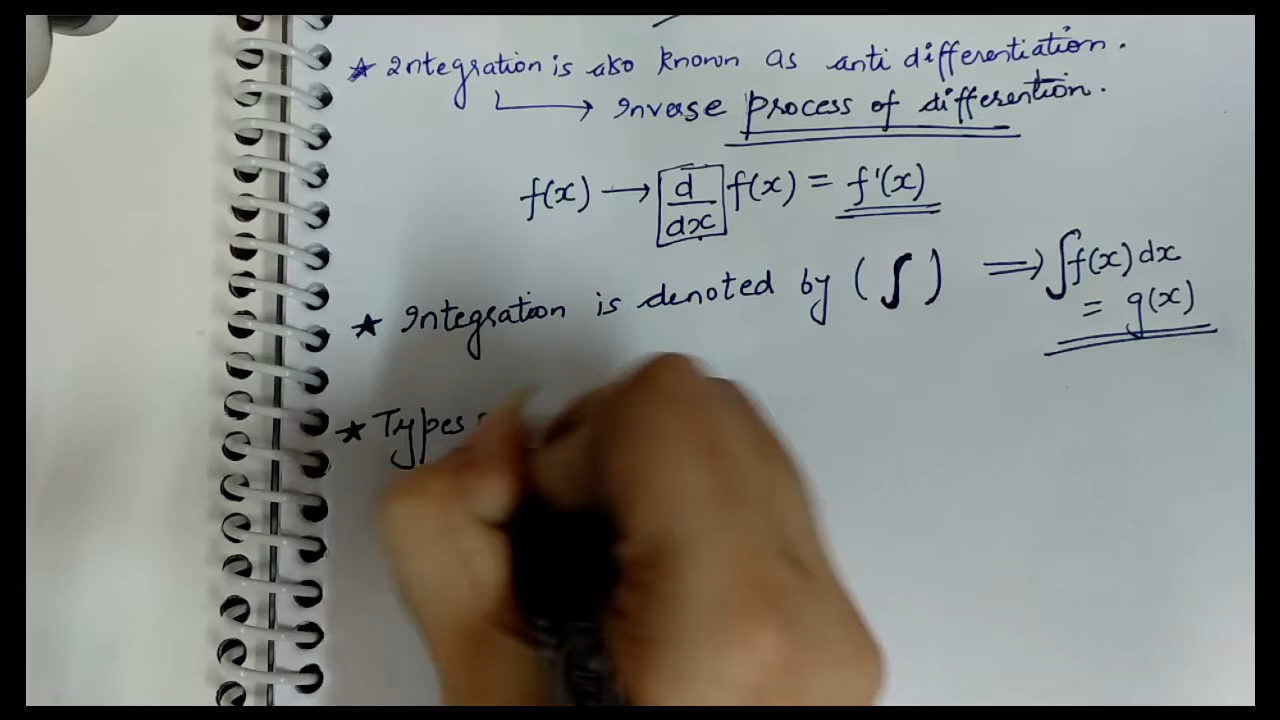 ★ Integration is also known as anti differentiation.
→ Inverse process of differention.
f(x) → d/dx f(x) = f'(x)
★ Integration is denoted by (∫) ⟹ ∫f(x) dx
= g(x)
★ Types